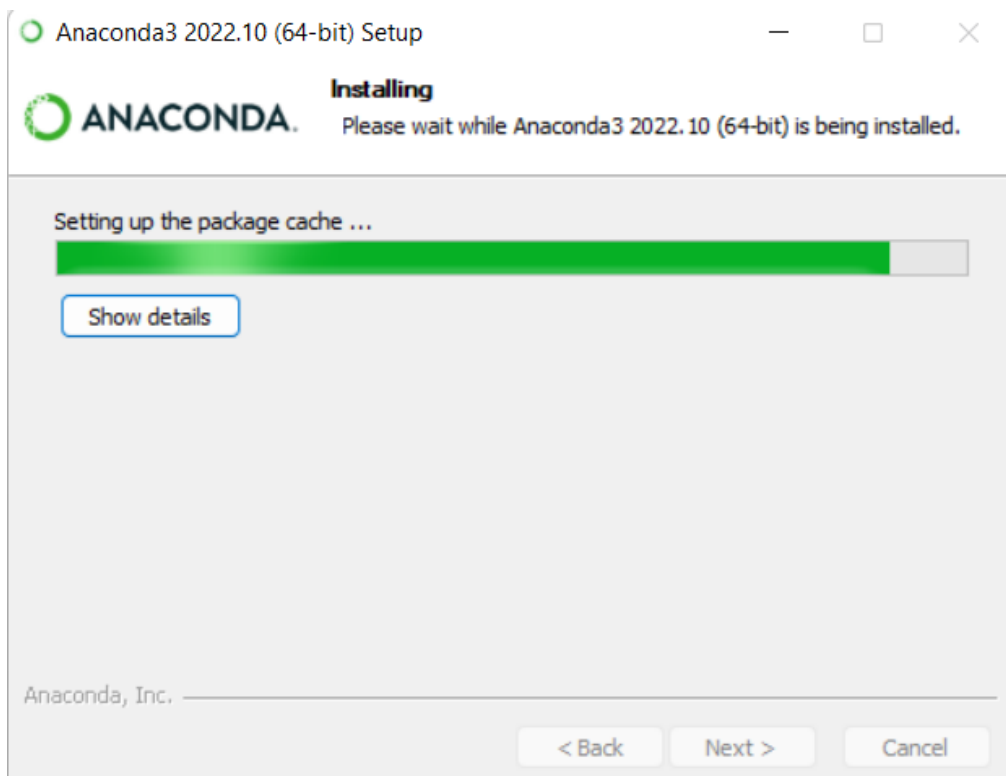 Anaconda3 2022.10 (64-bit) Setup
ANACONDA.
Installing
Please wait while Anaconda3 2022.10 (64-bit) is being installed.
Setting up the package cache ...
Show details
Anaconda, Inc.
< Back
Next >
Cancel